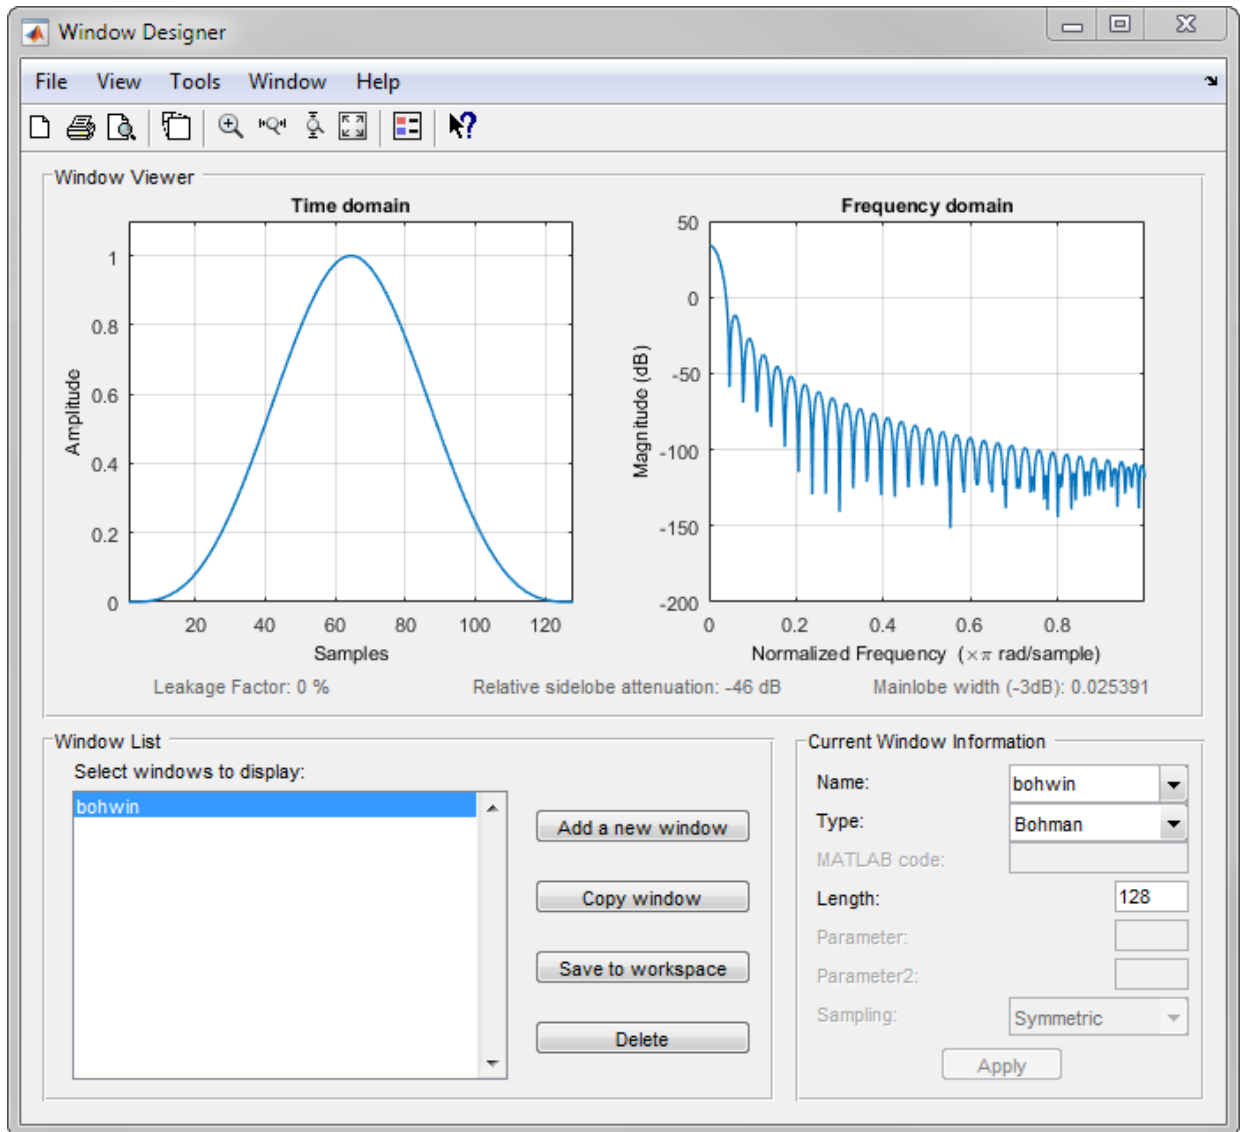 Window Designer
File View Tools Window Help
Window Viewer
Time domain
1
0.8
0.6
0.4
0.2
0
Amplitude
20 40 60 80 100 120
Samples
Frequency domain
50
0
-50
-100
-150
-200
Magnitude (dB)
0 0.2 0.4 0.6 0.8
Normalized Frequency (×π rad/sample)
Leakage Factor: 0 % Relative sidelobe attenuation: -46 dB Mainlobe width (-3dB): 0.025391
Window List
Select windows to display:
bohwin
Add a new window
Copy window
Save to workspace
Delete
Current Window Information
Name: bohwin
Type: Bohman
MATLAB code:
Length: 128
Parameter:
Parameter2:
Sampling: Symmetric
Apply